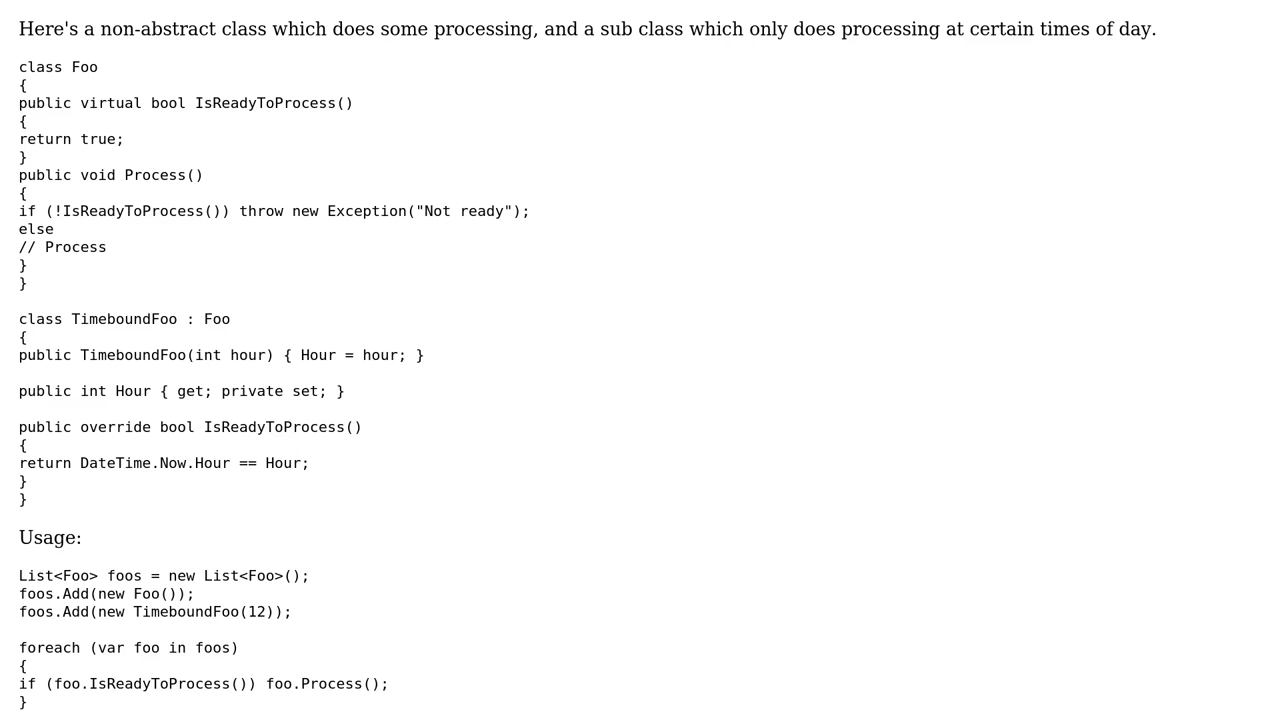 Here's a non-abstract class which does some processing, and a sub class which only does processing at certain times of day.
class Foo
{
public virtual bool IsReadyToProcess()
{
return true;
}
public void Process()
{
if (!IsReadyToProcess()) throw new Exception("Not ready");
else
// Process
}
}
class TimeboundFoo : Foo
{
public TimeboundFoo(int hour) { Hour = hour; }
public int Hour { get; private set; }
public override bool IsReadyToProcess()
{
return DateTime.Now.Hour == Hour;
}
}
Usage:
List<Foo> foos = new List<Foo>();
foos.Add(new Foo());
foos.Add(new TimeboundFoo(12));
foreach (var foo in foos)
{
if (foo.IsReadyToProcess()) foo.Process();
}